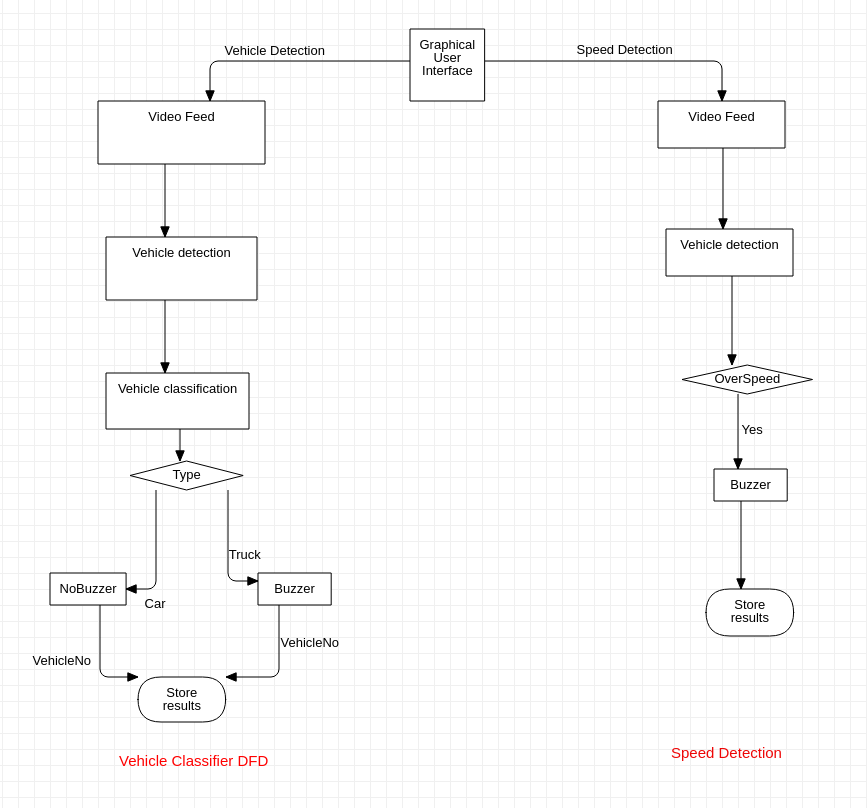 Vehicle Detection
Graphical
User
Interface
Speed Detection
Video Feed
Video Feed
Vehicle detection
Vehicle detection
Vehicle classification
OverSpeed
Yes
Type
Buzzer
Truck
NoBuzzer
Car
Buzzer
Store
results
VehicleNo
VehicleNo
Store
results
Vehicle Classifier DFD
Speed Detection